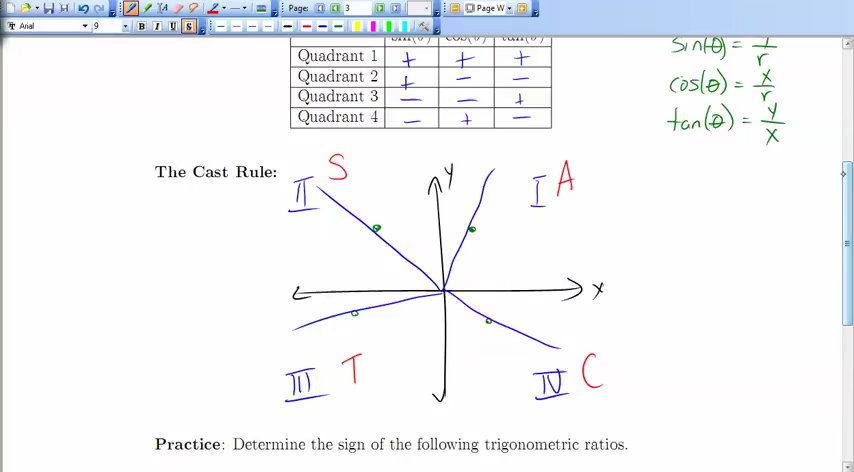 Page: 3 Page W
Arial 9 B I U S
sin(θ) cos(θ) tan(θ)
Quadrant 1 + + +
Quadrant 2 + − −
Quadrant 3 − − +
Quadrant 4 − + −
sin(θ) = y/r
cos(θ) = x/r
tan(θ) = y/x
The Cast Rule:
II S
y
I A
x
III T
IV C
Practice: Determine the sign of the following trigonometric ratios.